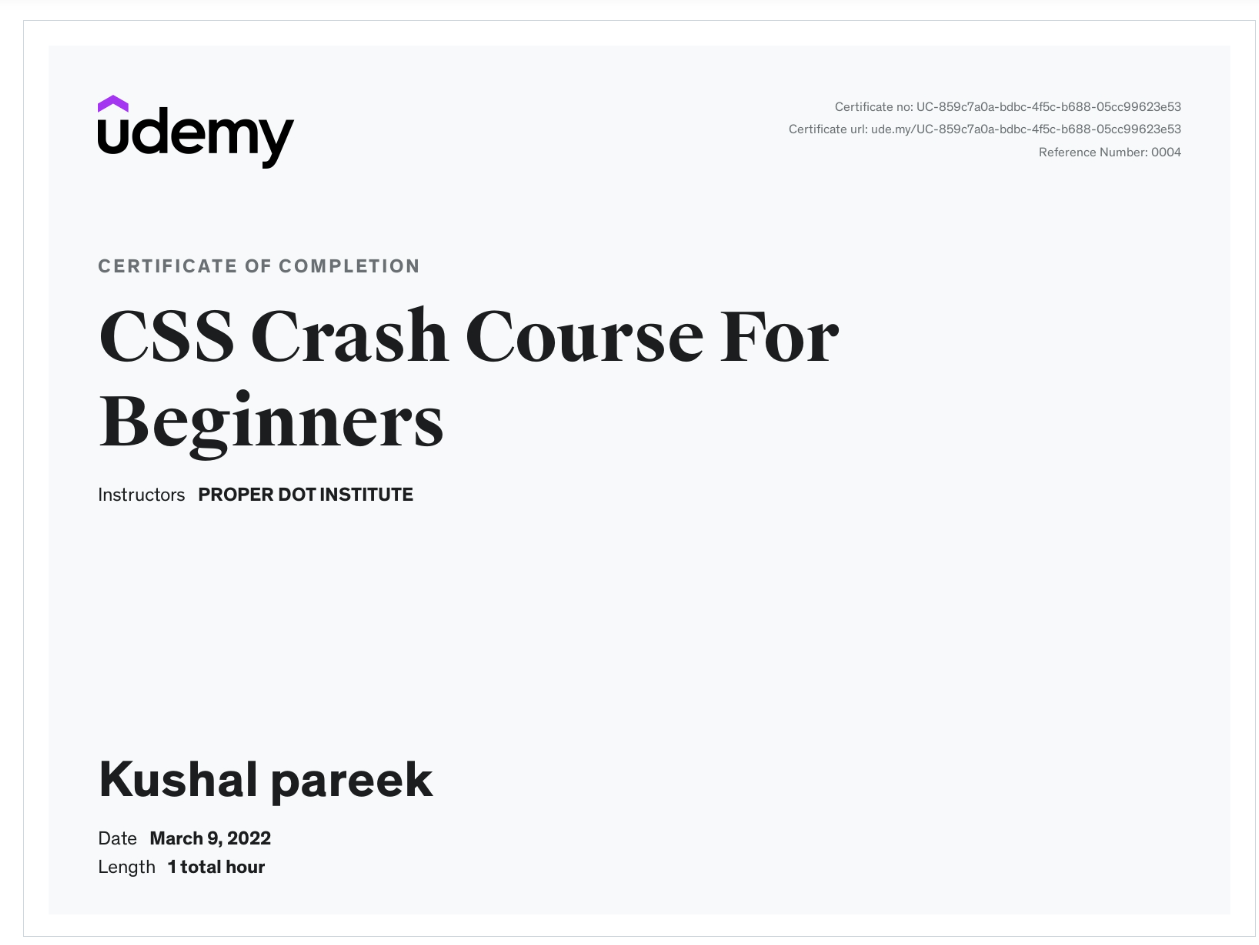 udemy
Certificate no: UC-859c7a0a-bdbc-4f5c-b688-05cc99623e53
Certificate url: ude.my/UC-859c7a0a-bdbc-4f5c-b688-05cc99623e53
Reference Number: 0004
CERTIFICATE OF COMPLETION
CSS Crash Course For
Beginners
Instructors PROPER DOT INSTITUTE
Kushal pareek
Date March 9, 2022
Length 1 total hour